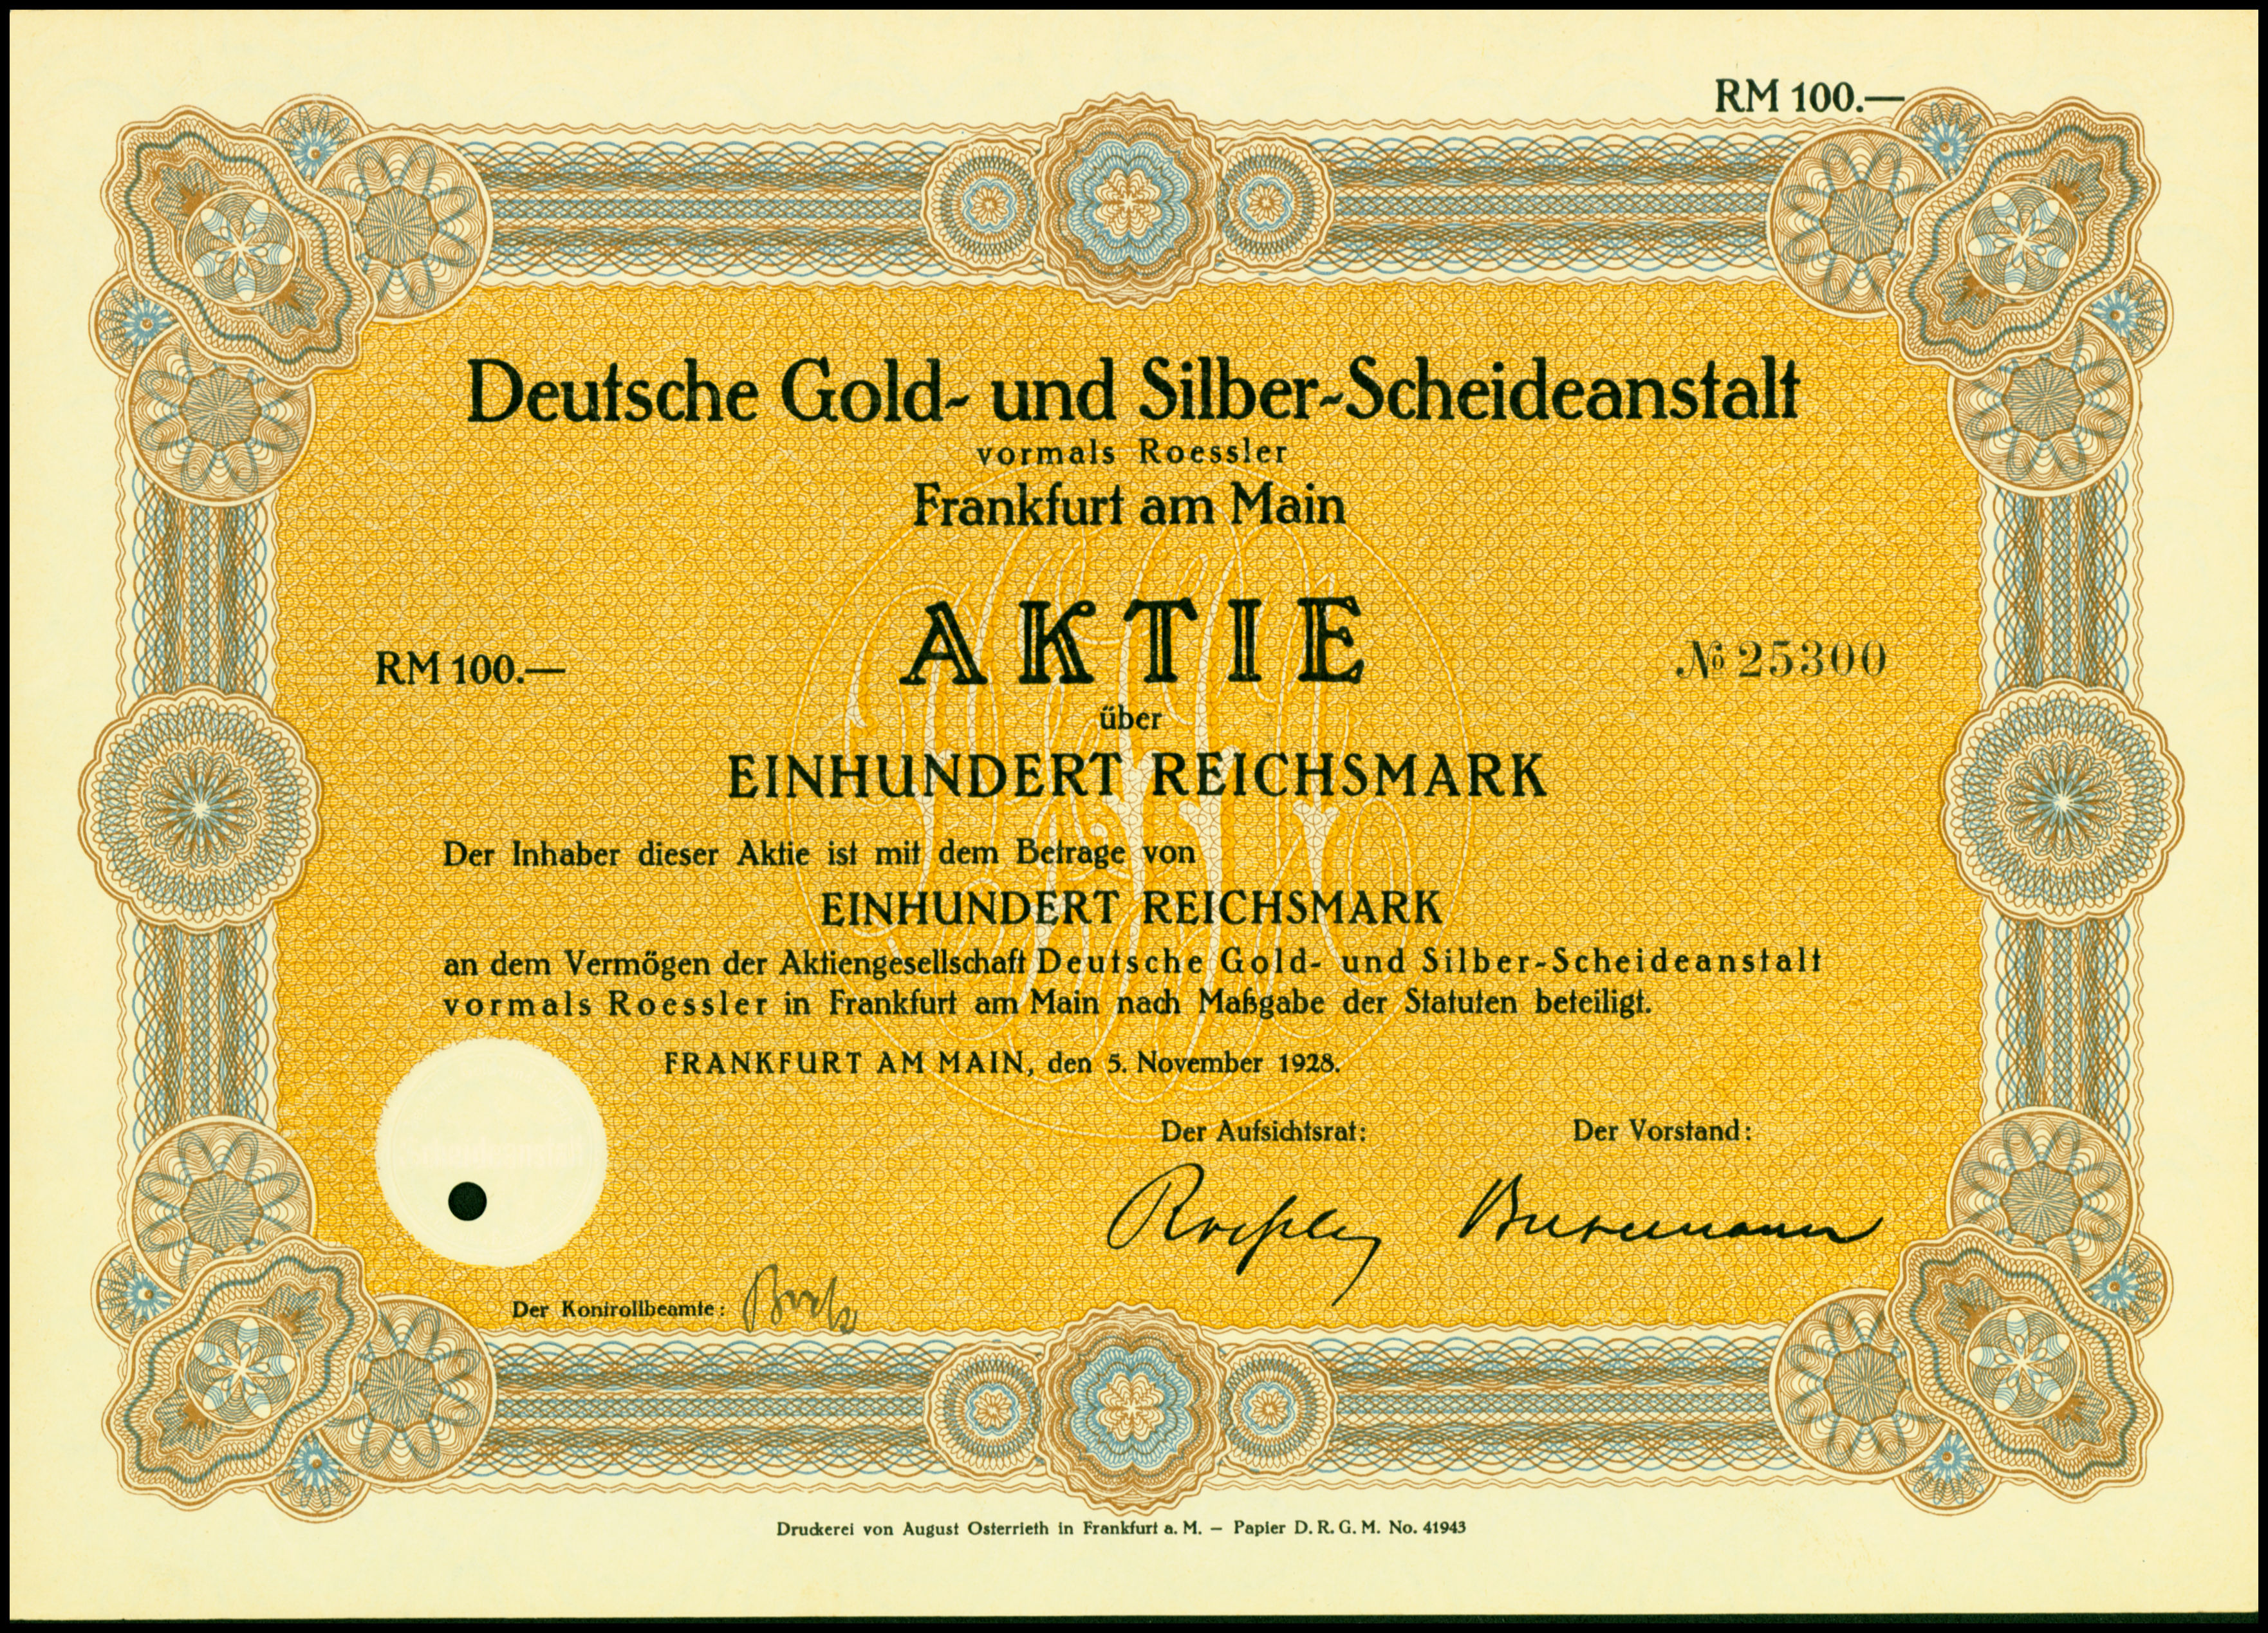 RM 100.—
Deutsche Gold- und Silber-Scheideanstalt
vormals Roessler
Frankfurt am Main
AKTIE
RM 100.—
№ 25300
über
EINHUNDERT REICHSMARK
Der Inhaber dieser Aktie ist mit dem Betrage von
EINHUNDERT REICHSMARK
an dem Vermögen der Aktiengesellschaft Deutsche Gold- und Silber-Scheideanstalt
vormals Roessler in Frankfurt am Main nach Maßgabe der Statuten beteiligt.
FRANKFURT AM MAIN, den 5. November 1928.
Der Aufsichtsrat: Der Vorstand:
Roessler
Der Kontrollbeamte:
Druckerei von August Osterrieth in Frankfurt a. M. — Papier D. R. G. M. No. 41943